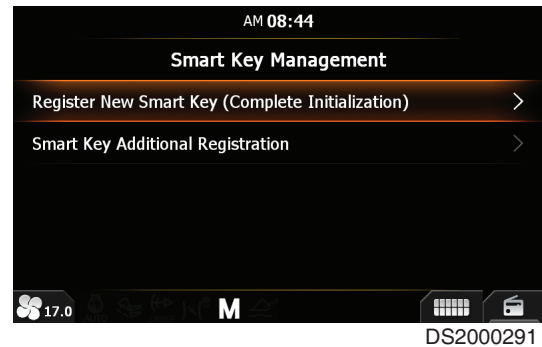 AM 08:44
Smart Key Management
Register New Smart Key (Complete Initialization)
Smart Key Additional Registration
17.0 AUTO M
DS2000291